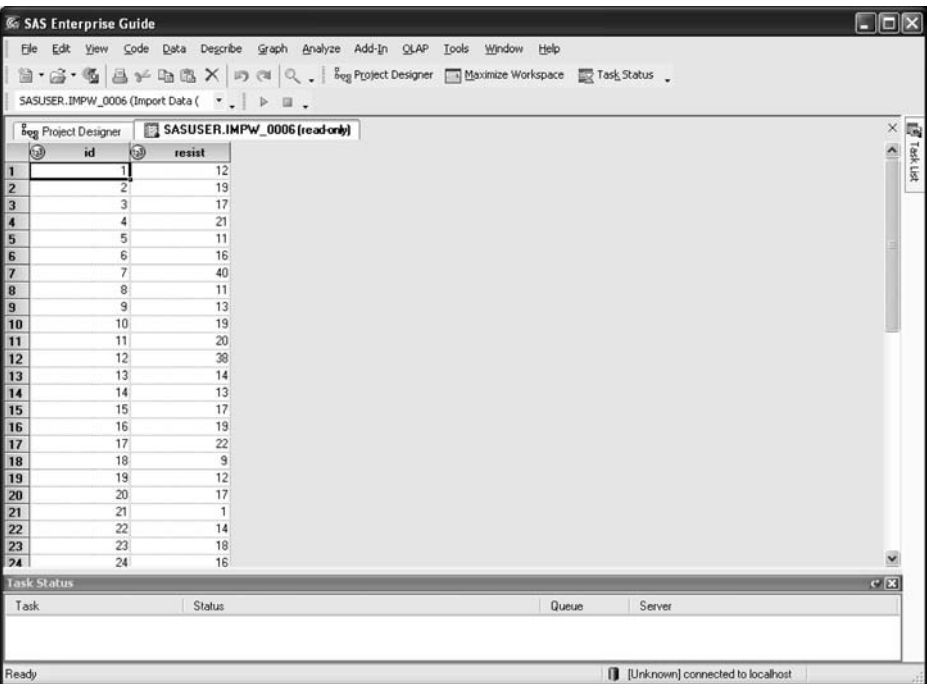 SAS Enterprise Guide
File Edit View Code Data Describe Graph Analyze Add-In OLAP Tools Window Help
Project Designer Maximize Workspace Task Status
SASUSER.IMPW_0006 (Import Data (
Project Designer SASUSER.IMPW_0006 (read-only)
Task List
id resist
1 1 12
2 2 19
3 3 17
4 4 21
5 5 11
6 6 16
7 7 40
8 8 11
9 9 13
10 10 19
11 11 20
12 12 38
13 13 14
14 14 13
15 15 17
16 16 19
17 17 22
18 18 9
19 19 12
20 20 17
21 21 1
22 22 14
23 23 18
24 24 16
Task Status
Task Status Queue Server
Ready [Unknown] connected to localhost